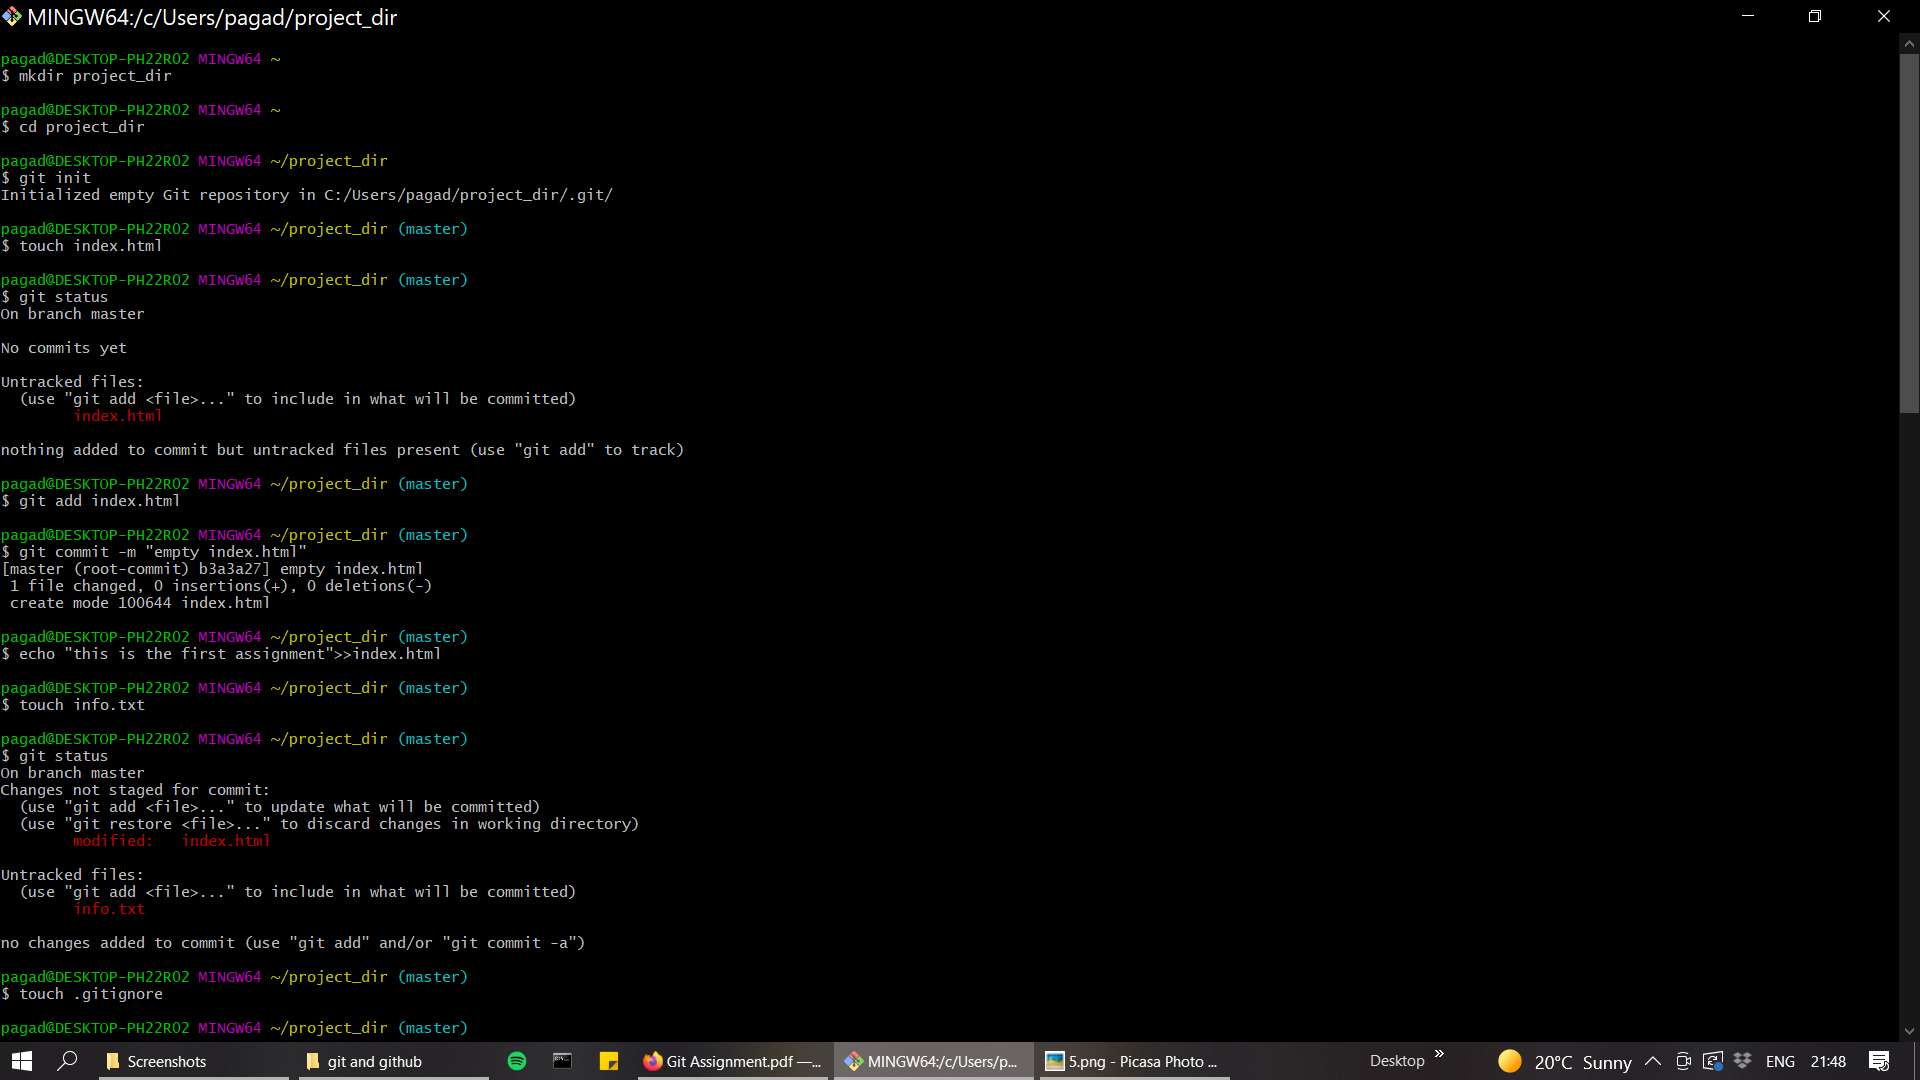 MINGW64:/c/Users/pagad/project_dir
pagad@DESKTOP-PH22R02 MINGW64 ~
$ mkdir project_dir
pagad@DESKTOP-PH22R02 MINGW64 ~
$ cd project_dir
pagad@DESKTOP-PH22R02 MINGW64 ~/project_dir
$ git init
Initialized empty Git repository in C:/Users/pagad/project_dir/.git/
pagad@DESKTOP-PH22R02 MINGW64 ~/project_dir (master)
$ touch index.html
pagad@DESKTOP-PH22R02 MINGW64 ~/project_dir (master)
$ git status
On branch master
No commits yet
Untracked files:
  (use "git add <file>..." to include in what will be committed)
        index.html
nothing added to commit but untracked files present (use "git add" to track)
pagad@DESKTOP-PH22R02 MINGW64 ~/project_dir (master)
$ git add index.html
pagad@DESKTOP-PH22R02 MINGW64 ~/project_dir (master)
$ git commit -m "empty index.html"
[master (root-commit) b3a3a27] empty index.html
 1 file changed, 0 insertions(+), 0 deletions(-)
 create mode 100644 index.html
pagad@DESKTOP-PH22R02 MINGW64 ~/project_dir (master)
$ echo "this is the first assignment">>index.html
pagad@DESKTOP-PH22R02 MINGW64 ~/project_dir (master)
$ touch info.txt
pagad@DESKTOP-PH22R02 MINGW64 ~/project_dir (master)
$ git status
On branch master
Changes not staged for commit:
  (use "git add <file>..." to update what will be committed)
  (use "git restore <file>..." to discard changes in working directory)
        modified:   index.html
Untracked files:
  (use "git add <file>..." to include in what will be committed)
        info.txt
no changes added to commit (use "git add" and/or "git commit -a")
pagad@DESKTOP-PH22R02 MINGW64 ~/project_dir (master)
$ touch .gitignore
pagad@DESKTOP-PH22R02 MINGW64 ~/project_dir (master)
Screenshots git and github Git Assignment.pdf —... MINGW64:/c/Users/p... 5.png - Picasa Photo ... Desktop » 20°C Sunny ENG 21:48